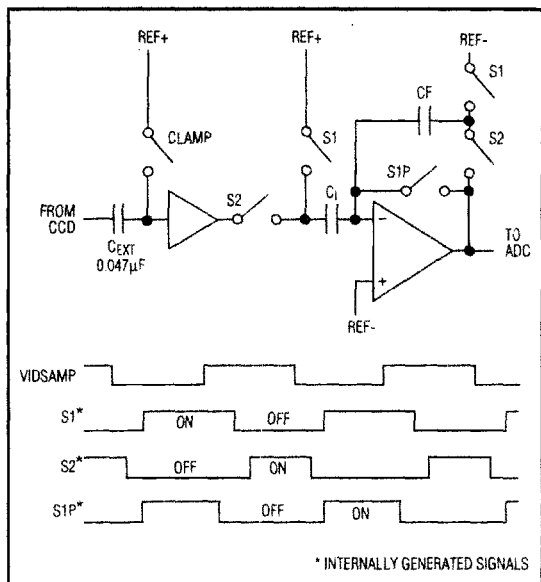 REF+
REF+
REF-
S1
CLAMP
S1
CF
S2
S1P
S2
CI
FROM
CCD
CEXT
0.047µF
−
+
TO
ADC
REF-
VIDSAMP
S1* ON OFF
S2* OFF ON
S1P* OFF ON
* INTERNALLY GENERATED SIGNALS